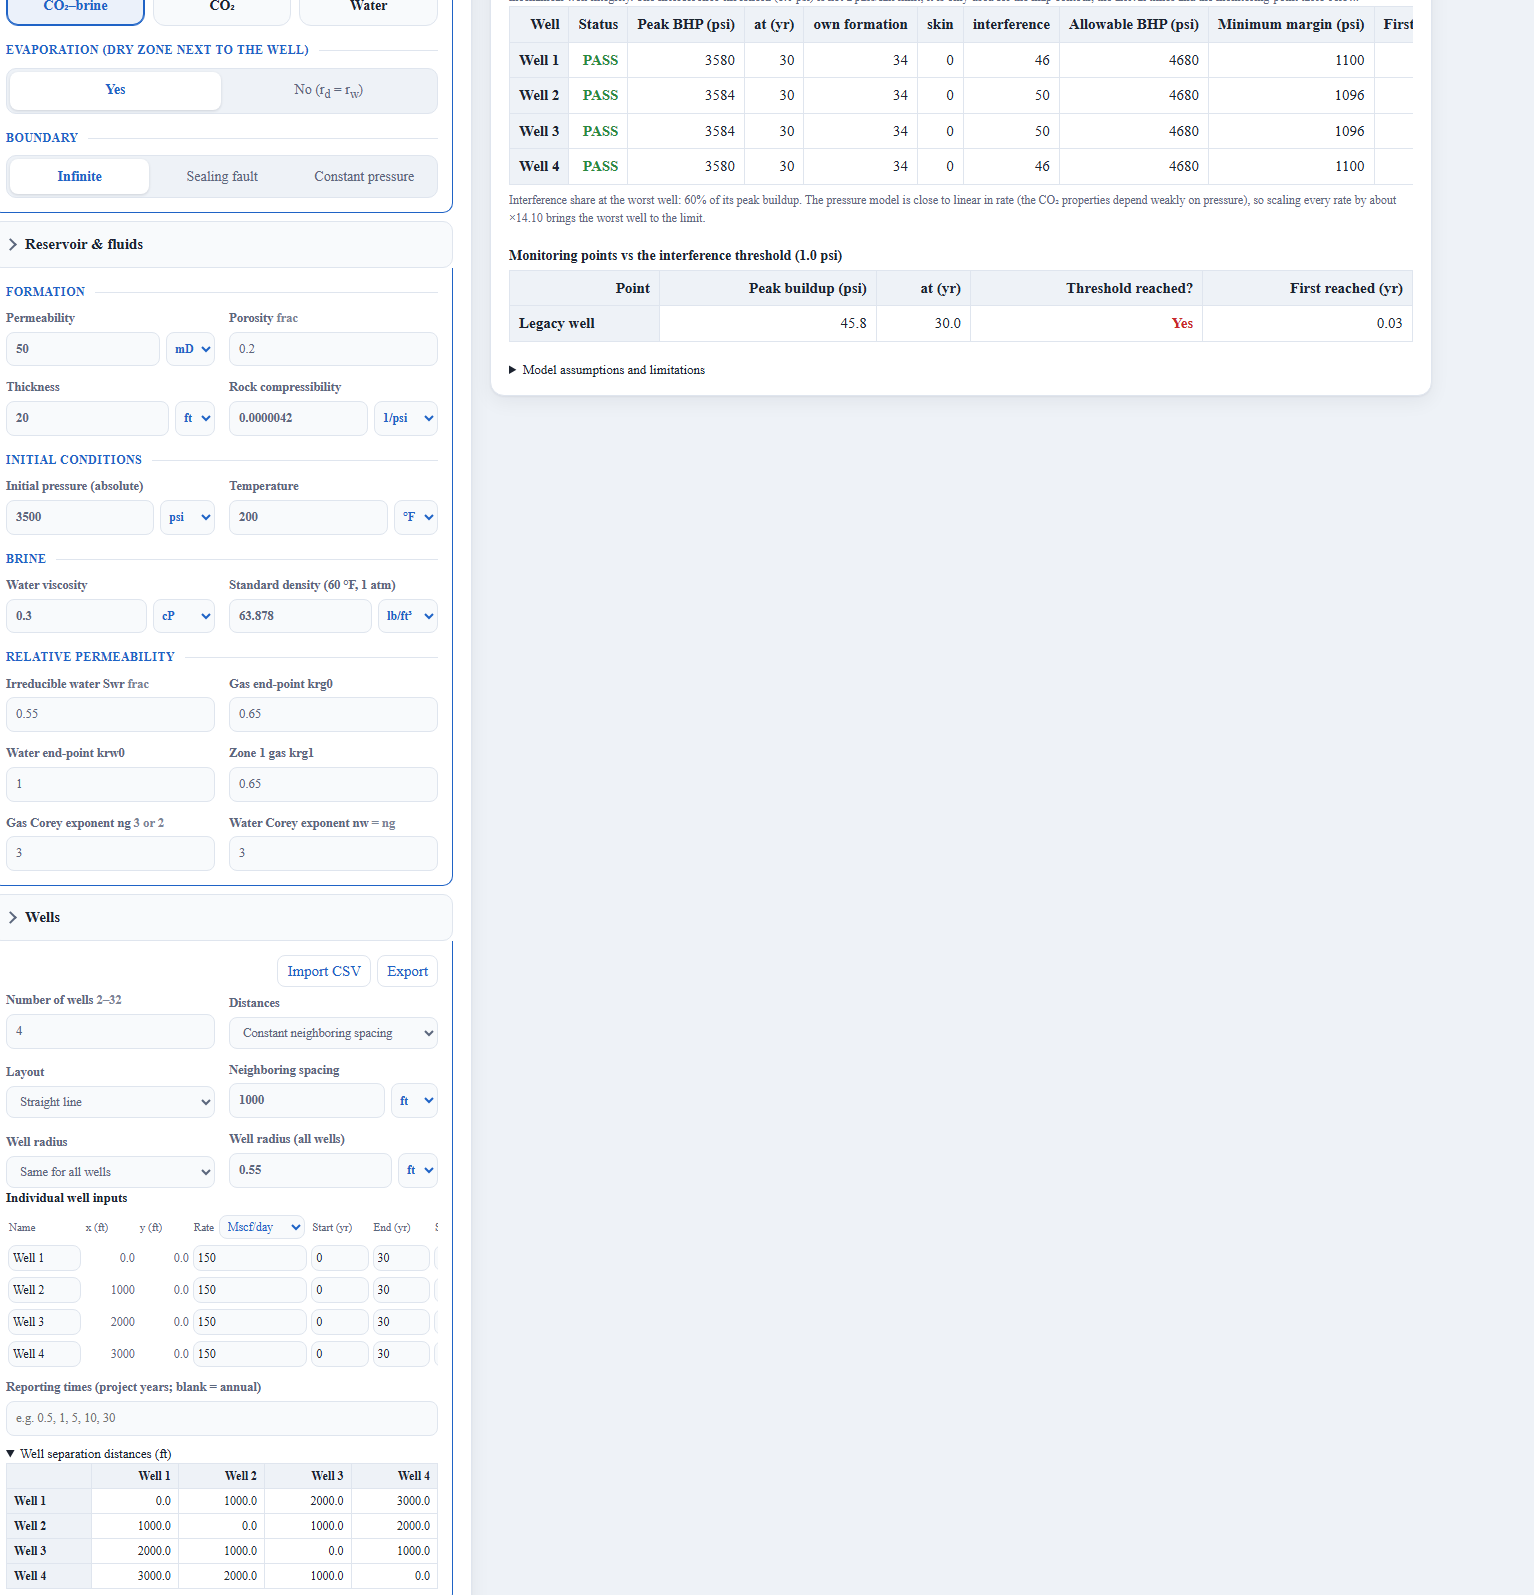 CO₂–brine
CO₂
Water
EVAPORATION (DRY ZONE NEXT TO THE WELL)
Yes
No (rd = rw)
BOUNDARY
Infinite
Sealing fault
Constant pressure
Reservoir & fluids
FORMATION
Permeability
Porosity frac
50
mD
0.2
Thickness
Rock compressibility
20
ft
0.0000042
1/psi
INITIAL CONDITIONS
Initial pressure (absolute)
Temperature
3500
psi
200
°F
BRINE
Water viscosity
Standard density (60 °F, 1 atm)
0.3
cP
63.878
lb/ft³
RELATIVE PERMEABILITY
Irreducible water Swr frac
Gas end-point krg0
0.55
0.65
Water end-point krw0
Zone 1 gas krg1
1
0.65
Gas Corey exponent ng 3 or 2
Water Corey exponent nw = ng
3
3
Wells
Import CSV
Export
Number of wells 2–32
Distances
4
Constant neighboring spacing
Layout
Neighboring spacing
Straight line
1000
ft
Well radius
Well radius (all wells)
Same for all wells
0.55
ft
Individual well inputs
Name x (ft) y (ft) Rate Mscf/day Start (yr) End (yr)
Well 1 0.0 0.0 150 0 30
Well 2 1000 0.0 150 0 30
Well 3 2000 0.0 150 0 30
Well 4 3000 0.0 150 0 30
Reporting times (project years; blank = annual)
e.g. 0.5, 1, 5, 10, 30
Well separation distances (ft)
Well 1 Well 2 Well 3 Well 4
Well 1 0.0 1000.0 2000.0 3000.0
Well 2 1000.0 0.0 1000.0 2000.0
Well 3 2000.0 1000.0 0.0 1000.0
Well 4 3000.0 2000.0 1000.0 0.0
Well Status Peak BHP (psi) at (yr) own formation skin interference Allowable BHP (psi) Minimum margin (psi) First
Well 1 PASS 3580 30 34 0 46 4680 1100
Well 2 PASS 3584 30 34 0 50 4680 1096
Well 3 PASS 3584 30 34 0 50 4680 1096
Well 4 PASS 3580 30 34 0 46 4680 1100
Interference share at the worst well: 60% of its peak buildup. The pressure model is close to linear in rate (the CO₂ properties depend weakly on pressure), so scaling every rate by about
×14.10 brings the worst well to the limit.
Monitoring points vs the interference threshold (1.0 psi)
Point Peak buildup (psi) at (yr) Threshold reached? First reached (yr)
Legacy well 45.8 30.0 Yes 0.03
Model assumptions and limitations